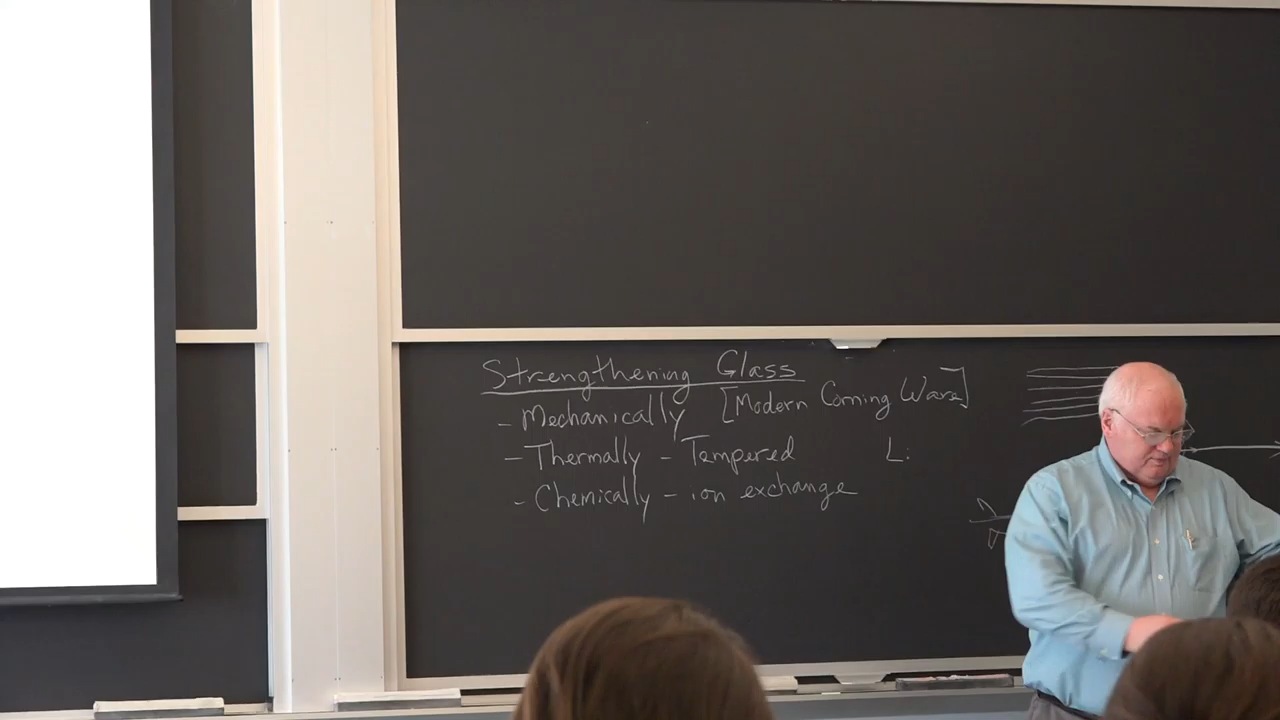 Strengthening Glass
- Mechanically [Modern Corning Ware]
- Thermally - Tempered L:
- Chemically - ion exchange